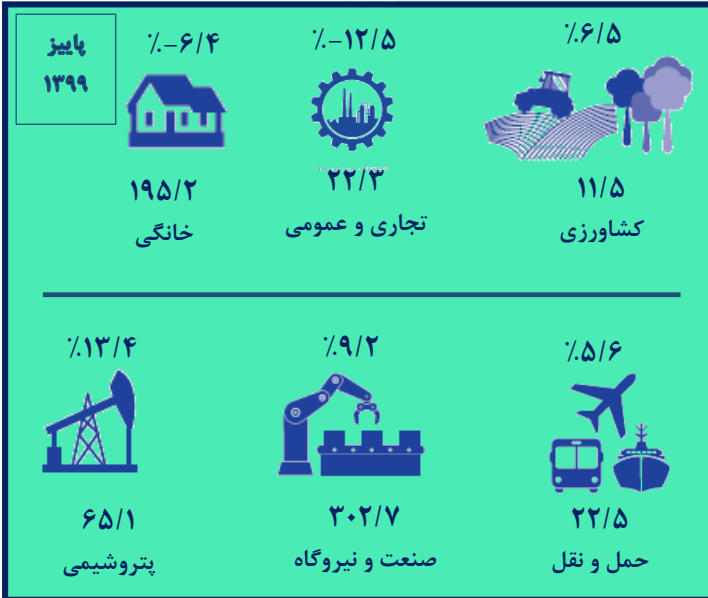 پاییز
۱۳۹۹
٪۶/۵
۱۱/۵
کشاورزی
٪-۱۲/۵
۲۲/۳
تجاری و عمومی
٪-۶/۴
۱۹۵/۲
خانگی
٪۵/۶
۲۲/۵
حمل و نقل
٪۹/۲
۳۰۲/۷
صنعت و نیروگاه
٪۱۳/۴
۶۵/۱
پتروشیمی